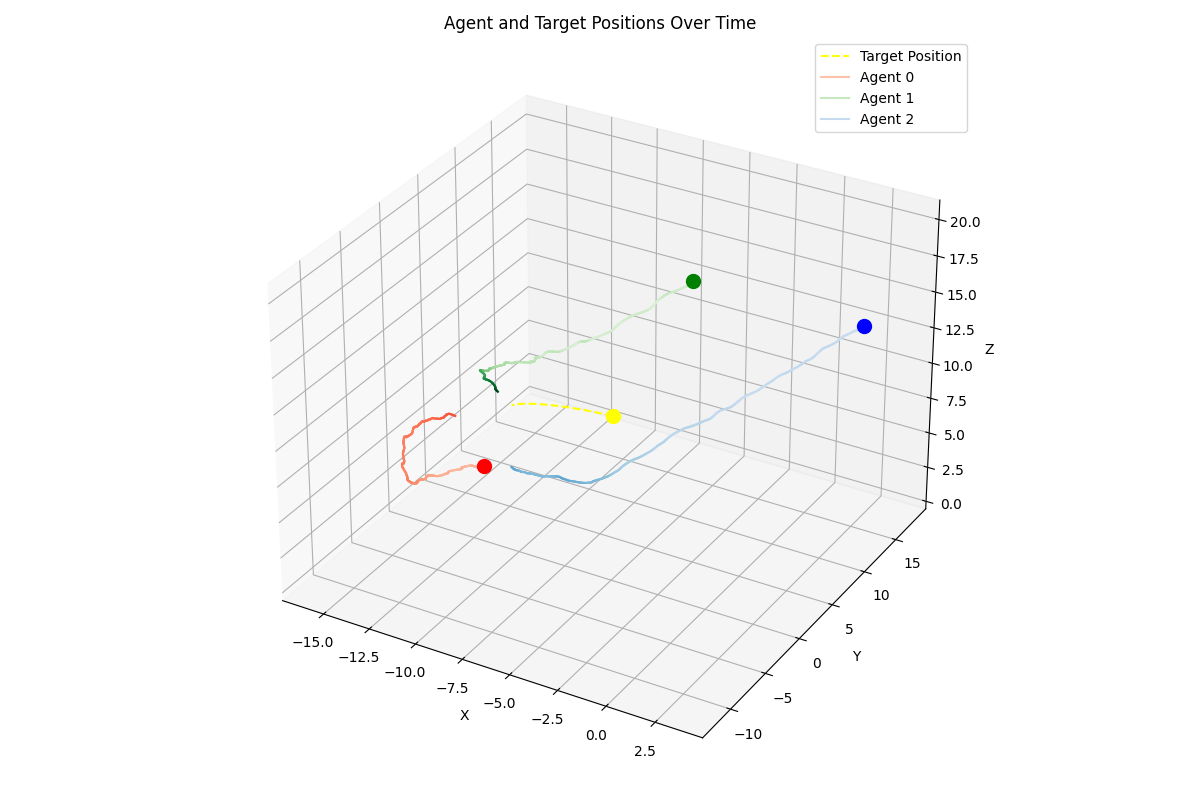 Agent and Target Positions Over Time
Target Position
Agent 0
Agent 1
Agent 2
20.0
17.5
15.0
12.5
10.0
7.5
5.0
2.5
0.0
Z
15
10
5
0
−5
−10
Y
−15.0
−12.5
−10.0
−7.5
−5.0
−2.5
0.0
2.5
X